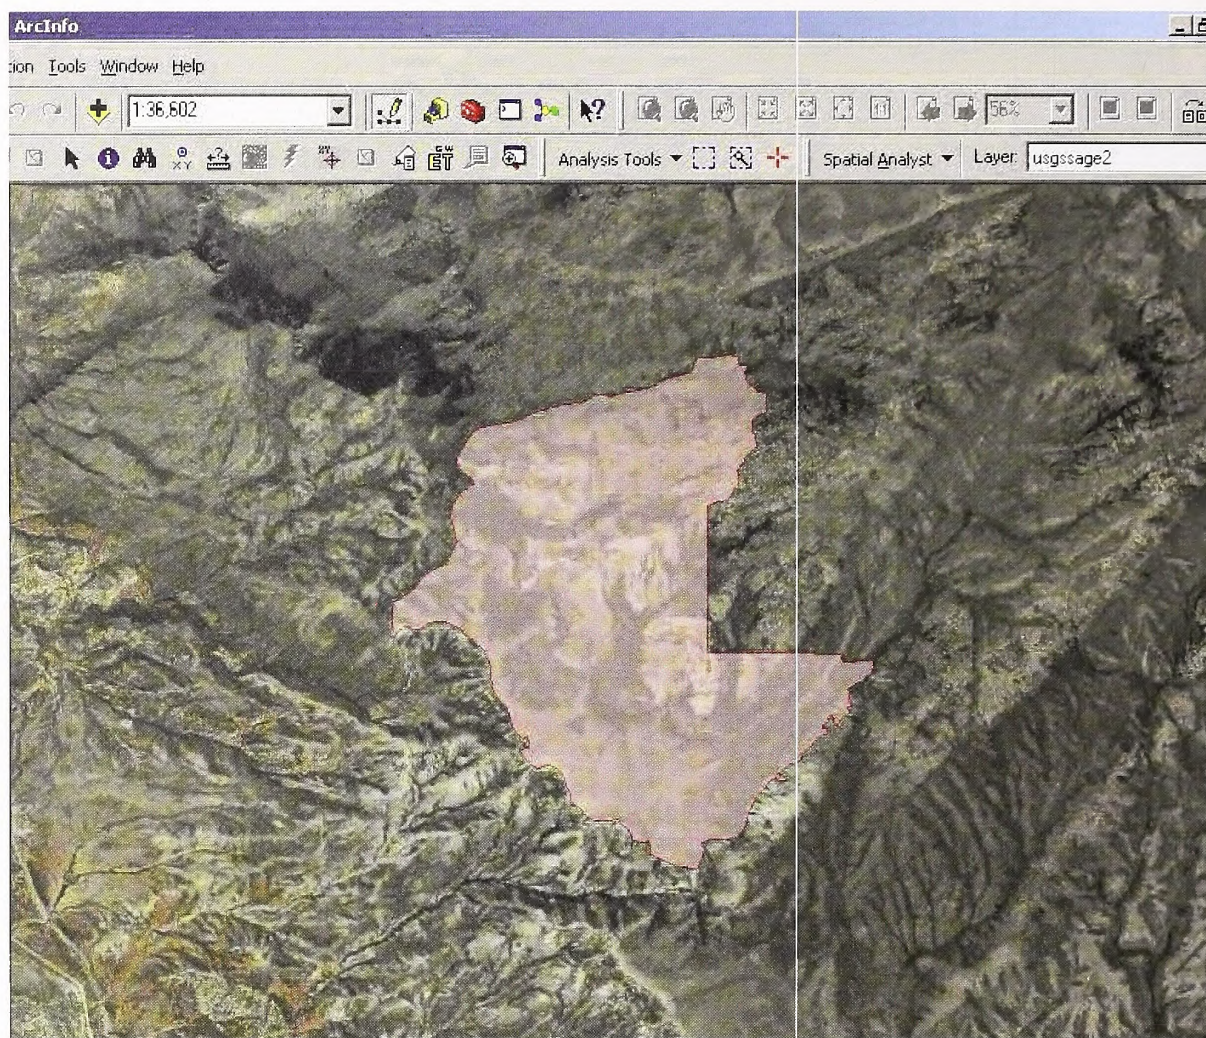 ArcInfo
ion Tools Window Help
1:36,602
56%
Analysis Tools
Spatial Analyst
Layer:
usgssage2